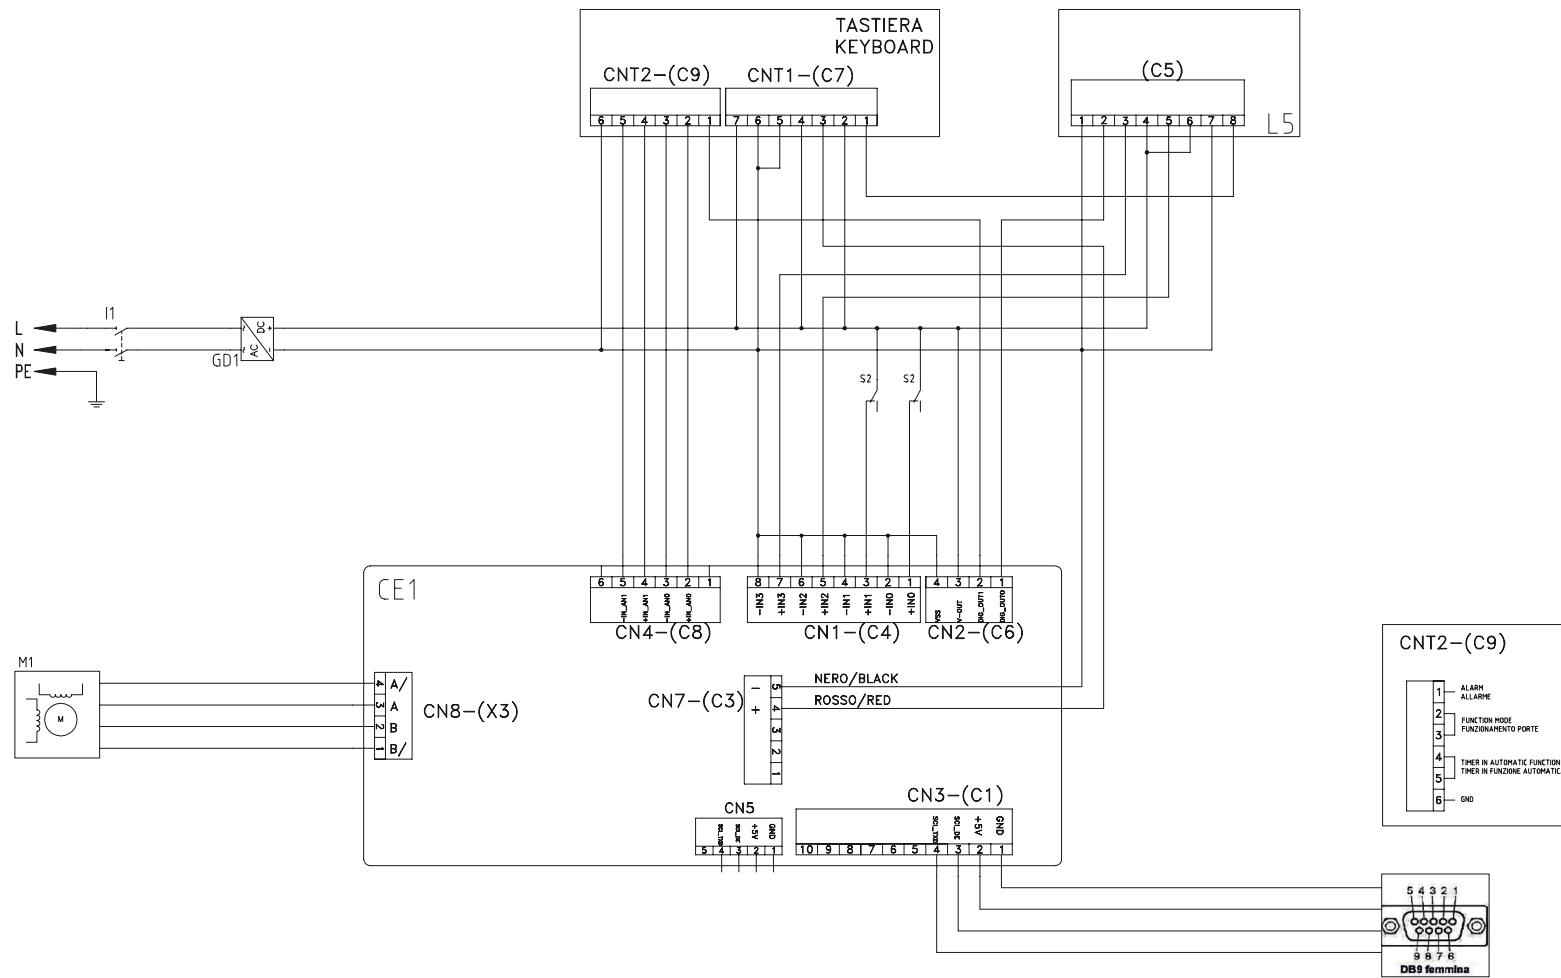 TASTIERA
KEYBOARD
CNT2-(C9)
CNT1-(C7)
(C5)
6 5 4 3 2 1
7 6 5 4 3 2 1
1 2 3 4 5 6 7 8
L5
I1
L
N
PE
GD1
AC
DC
~
~
+
-
S2
S2
CE1
6 5 4 3 2 1
-IN_AN1
+IN_AN1
-IN_AN0
+IN_AN0
CN4-(C8)
8 7 6 5 4 3 2 1
-IN3
+IN3
-IN2
+IN2
-IN1
+IN1
-IN0
+IN0
CN1-(C4)
4 3 2 1
VSS
V-OUT
DIG_OUT1
DIG_OUT0
CN2-(C6)
M1
M
4 A/
3 A
2 B
1 B/
CN8-(X3)
CN7-(C3)
- 5
+ 4
3
2
1
NERO/BLACK
ROSSO/RED
CN5
SCI_TXD
SCI_DE
+5V
GND
5 4 3 2 1
CN3-(C1)
SCI_TXD
SCI_DE
+5V
GND
10 9 8 7 6 5 4 3 2 1
CNT2-(C9)
1 ALARM
ALLARME
2 FUNCTION MODE
3 FUNZIONAMENTO PORTE
4 TIMER IN AUTOMATIC FUNCTION
5 TIMER IN FUNZIONE AUTOMATIC
6 GND
5 4 3 2 1
9 8 7 6
DB9 femmina